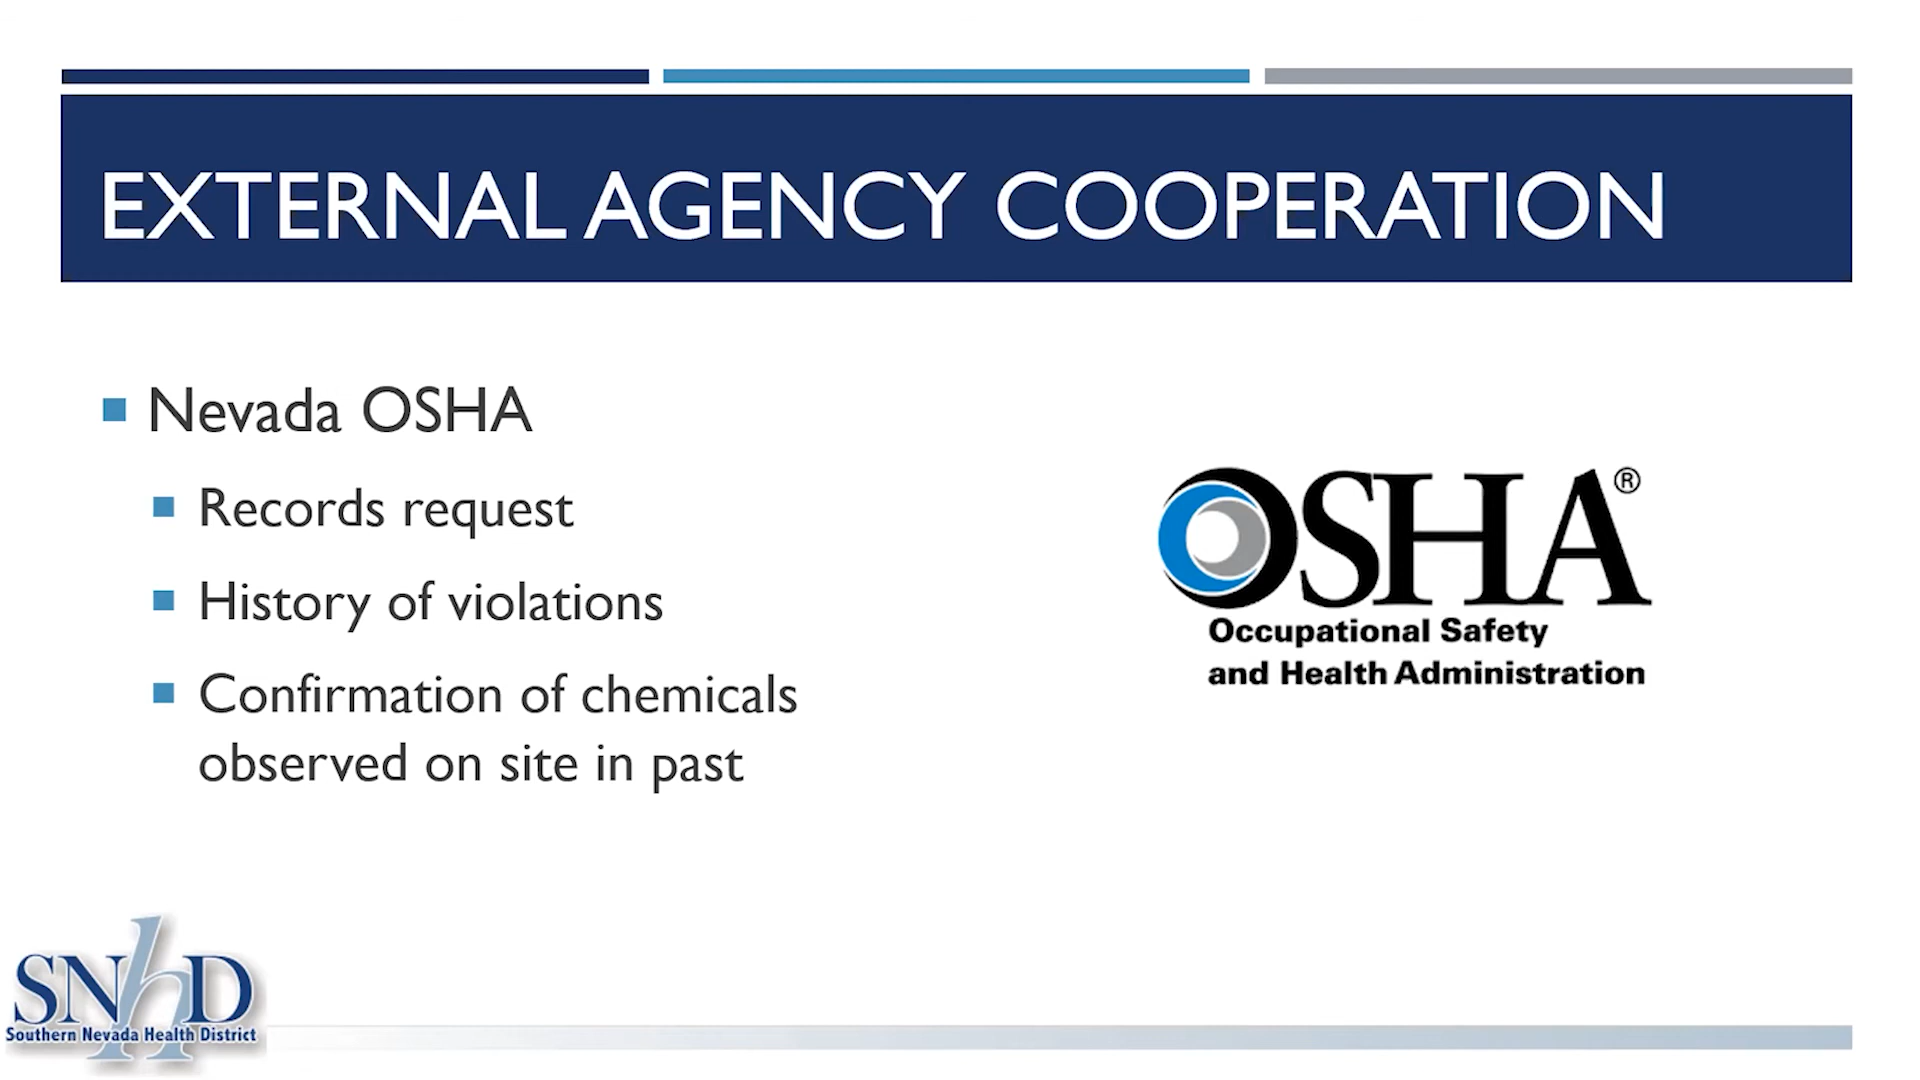 EXTERNAL AGENCY COOPERATION
Nevada OSHA
Records request
History of violations
Confirmation of chemicals
observed on site in past
OSHA®
Occupational Safety
and Health Administration
SNhD
Southern Nevada Health District